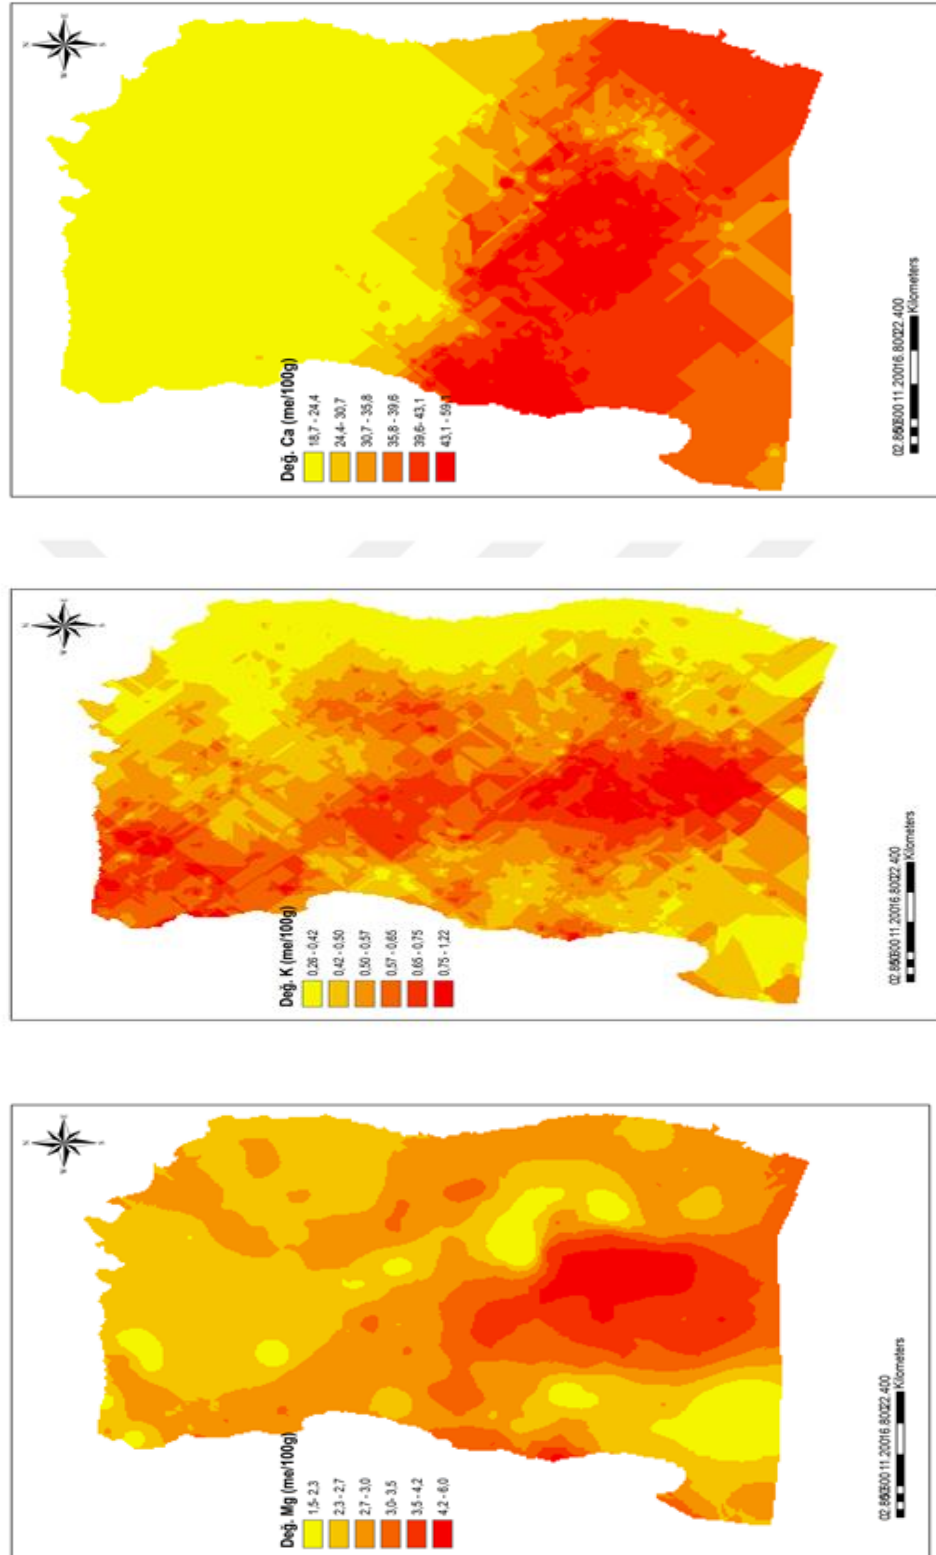 Değ. Ca (me/100g)
18,7 - 24,4
24,4- 30,7
30,7 - 35,8
35,8 - 39,6
39,6- 43,1
Kilometers
Değ. K (me/100g)
0,26 - 0,42
0,42 - 0,50
0,50 - 0,57
0,57 - 0,65
0,65 - 0,75
0,75 - 1,22
Kilometers
Değ. Mg (me/100g)
1,5- 2,3
2,3 - 2,7
2,7 - 3,0
3,0- 3,5
3,5 - 4,2
4,2 - 6,0
Kilometers